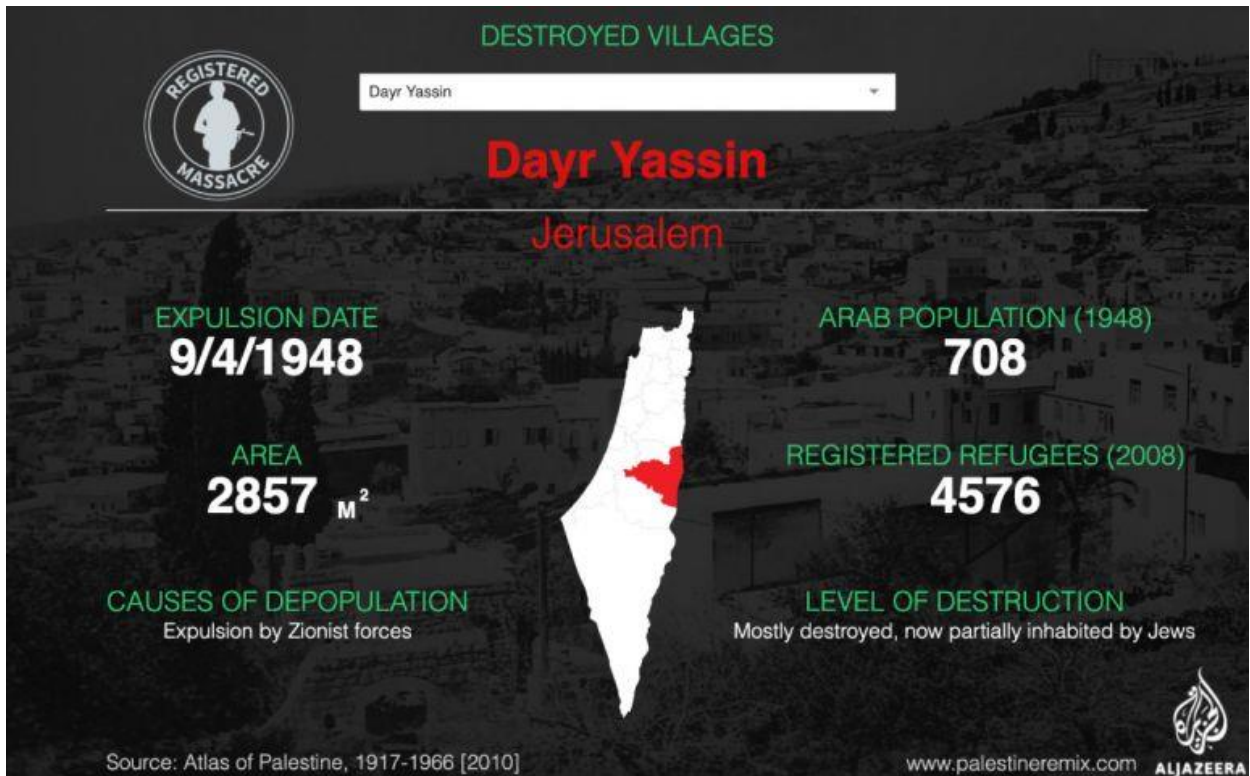 DESTROYED VILLAGES
REGISTERED
MASSACRE
Dayr Yassin
Dayr Yassin
Jerusalem
EXPULSION DATE
9/4/1948
ARAB POPULATION (1948)
708
AREA
2857 M²
REGISTERED REFUGEES (2008)
4576
CAUSES OF DEPOPULATION
Expulsion by Zionist forces
LEVEL OF DESTRUCTION
Mostly destroyed, now partially inhabited by Jews
Source: Atlas of Palestine, 1917-1966 [2010]
www.palestineremix.com
ALJAZEERA